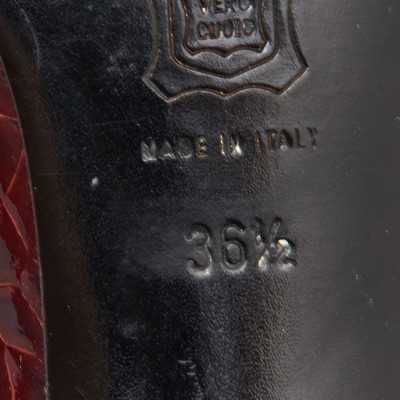 VERO
CUOIO
MADE IN ITALY
36½